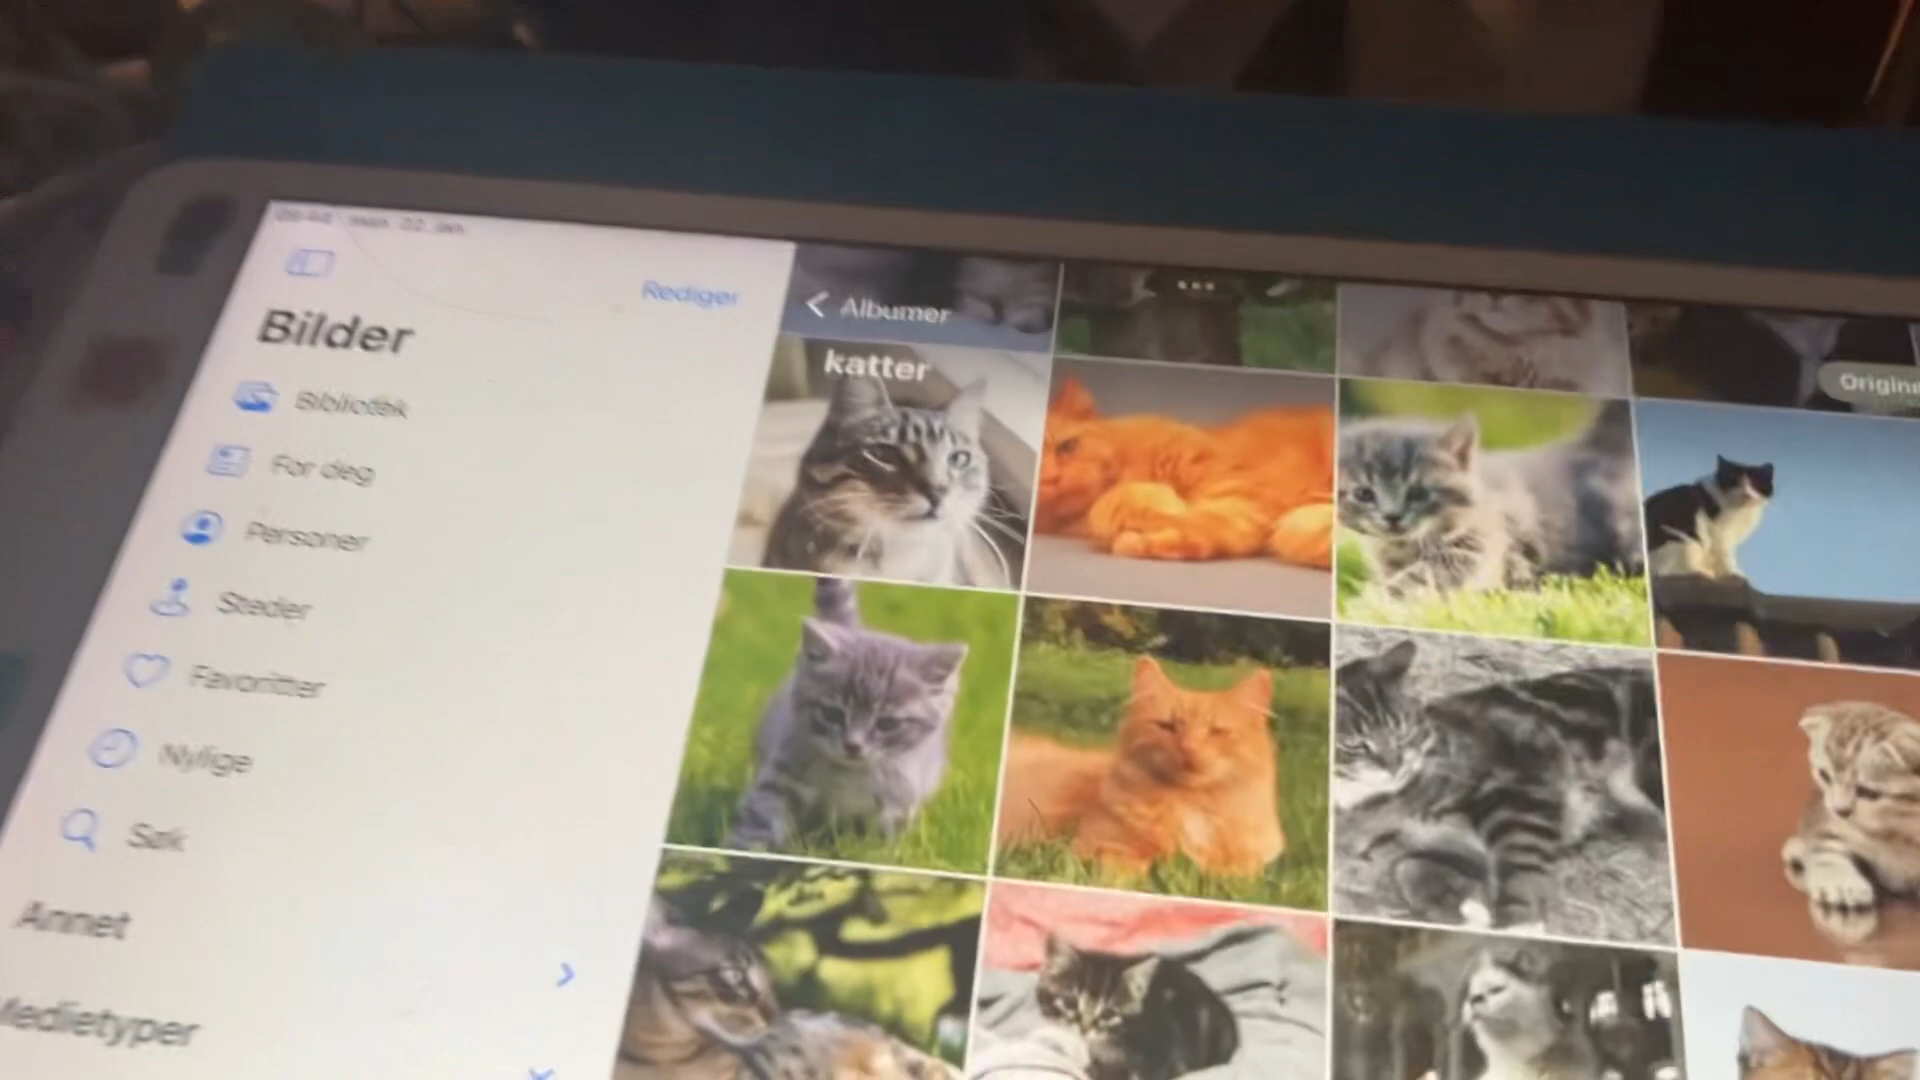 Rediger
Bilder
Bibliotek
For deg
Personer
Steder
Favoritter
Nylige
Søk
Annet
Medietyper
Albumer
katter